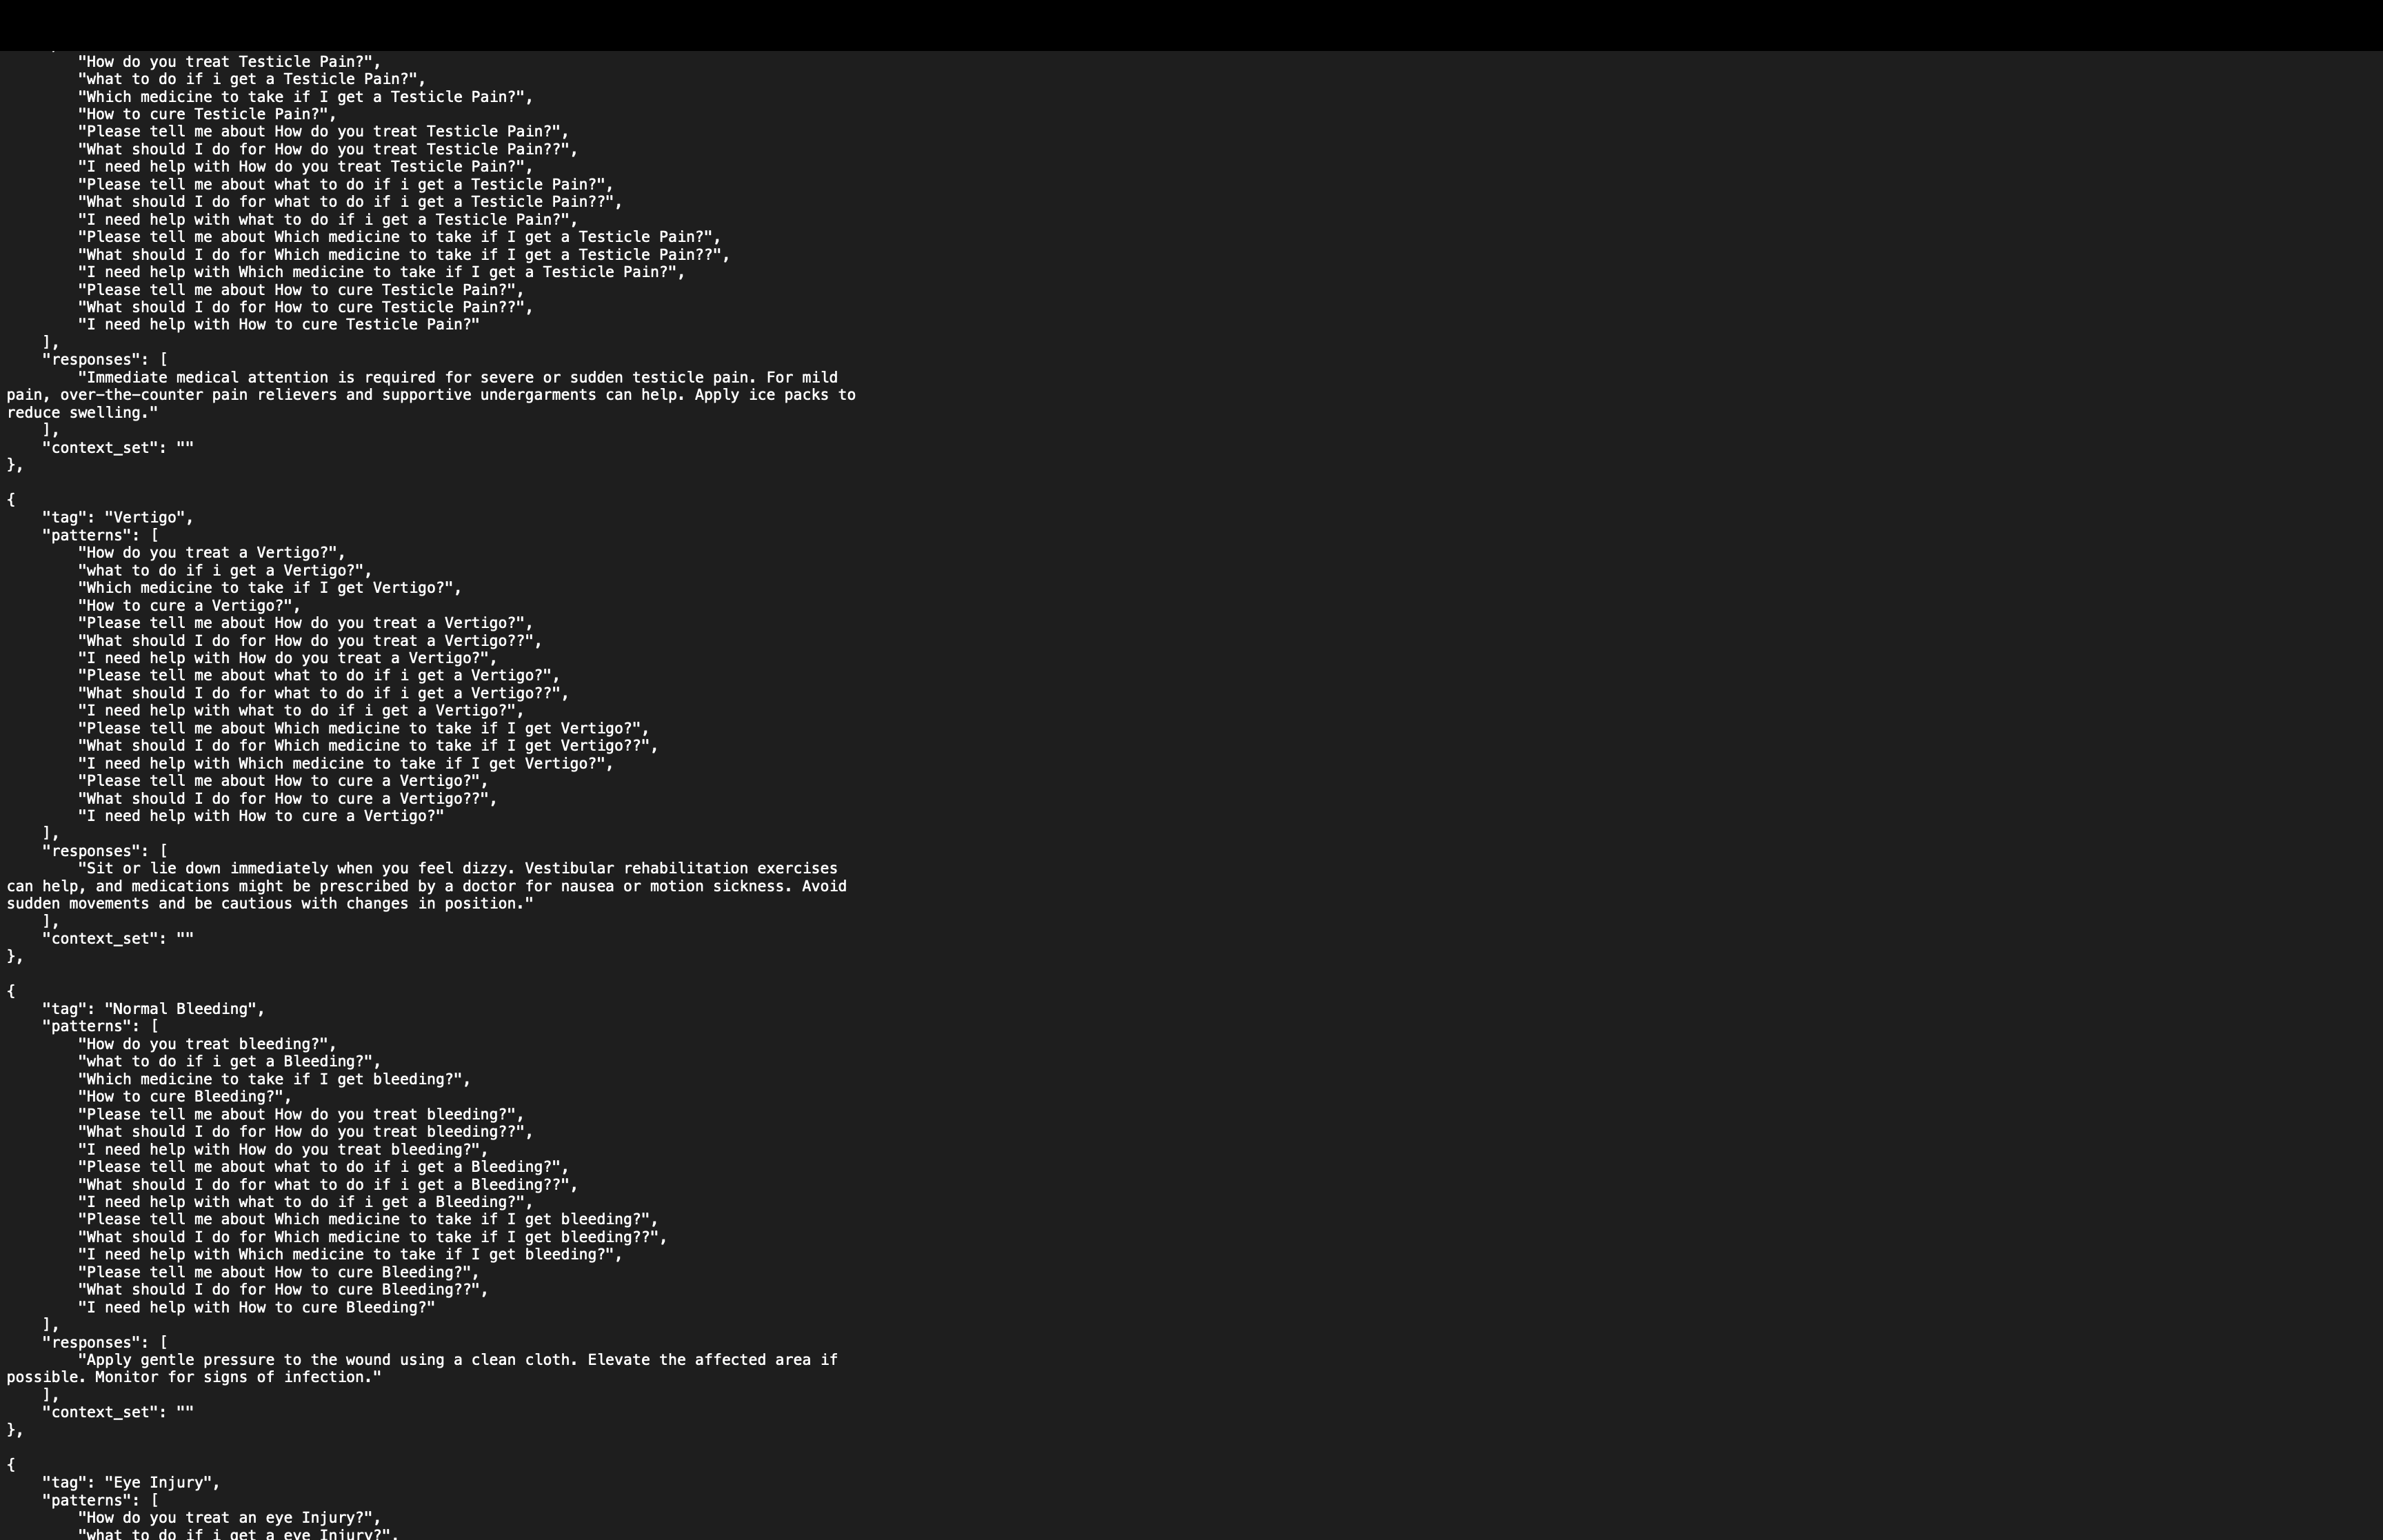 "How do you treat Testicle Pain?",
"what to do if i get a Testicle Pain?",
"Which medicine to take if I get a Testicle Pain?",
"How to cure Testicle Pain?",
"Please tell me about How do you treat Testicle Pain?",
"What should I do for How do you treat Testicle Pain??",
"I need help with How do you treat Testicle Pain?",
"Please tell me about what to do if i get a Testicle Pain?",
"What should I do for what to do if i get a Testicle Pain??",
"I need help with what to do if i get a Testicle Pain?",
"Please tell me about Which medicine to take if I get a Testicle Pain?",
"What should I do for Which medicine to take if I get a Testicle Pain??",
"I need help with Which medicine to take if I get a Testicle Pain?",
"Please tell me about How to cure Testicle Pain?",
"What should I do for How to cure Testicle Pain??",
"I need help with How to cure Testicle Pain?"
],
"responses": [
"Immediate medical attention is required for severe or sudden testicle pain. For mild
pain, over-the-counter pain relievers and supportive undergarments can help. Apply ice packs to
reduce swelling."
],
"context_set": ""
},
{
"tag": "Vertigo",
"patterns": [
"How do you treat a Vertigo?",
"what to do if i get a Vertigo?",
"Which medicine to take if I get Vertigo?",
"How to cure a Vertigo?",
"Please tell me about How do you treat a Vertigo?",
"What should I do for How do you treat a Vertigo??",
"I need help with How do you treat a Vertigo?",
"Please tell me about what to do if i get a Vertigo?",
"What should I do for what to do if i get a Vertigo??",
"I need help with what to do if i get a Vertigo?",
"Please tell me about Which medicine to take if I get Vertigo?",
"What should I do for Which medicine to take if I get Vertigo??",
"I need help with Which medicine to take if I get Vertigo?",
"Please tell me about How to cure a Vertigo?",
"What should I do for How to cure a Vertigo??",
"I need help with How to cure a Vertigo?"
],
"responses": [
"Sit or lie down immediately when you feel dizzy. Vestibular rehabilitation exercises
can help, and medications might be prescribed by a doctor for nausea or motion sickness. Avoid
sudden movements and be cautious with changes in position."
],
"context_set": ""
},
{
"tag": "Normal Bleeding",
"patterns": [
"How do you treat bleeding?",
"what to do if i get a Bleeding?",
"Which medicine to take if I get bleeding?",
"How to cure Bleeding?",
"Please tell me about How do you treat bleeding?",
"What should I do for How do you treat bleeding??",
"I need help with How do you treat bleeding?",
"Please tell me about what to do if i get a Bleeding?",
"What should I do for what to do if i get a Bleeding??",
"I need help with what to do if i get a Bleeding?",
"Please tell me about Which medicine to take if I get bleeding?",
"What should I do for Which medicine to take if I get bleeding??",
"I need help with Which medicine to take if I get bleeding?",
"Please tell me about How to cure Bleeding?",
"What should I do for How to cure Bleeding??",
"I need help with How to cure Bleeding?"
],
"responses": [
"Apply gentle pressure to the wound using a clean cloth. Elevate the affected area if
possible. Monitor for signs of infection."
],
"context_set": ""
},
{
"tag": "Eye Injury",
"patterns": [
"How do you treat an eye Injury?",
"what to do if i get a eye Injury?",